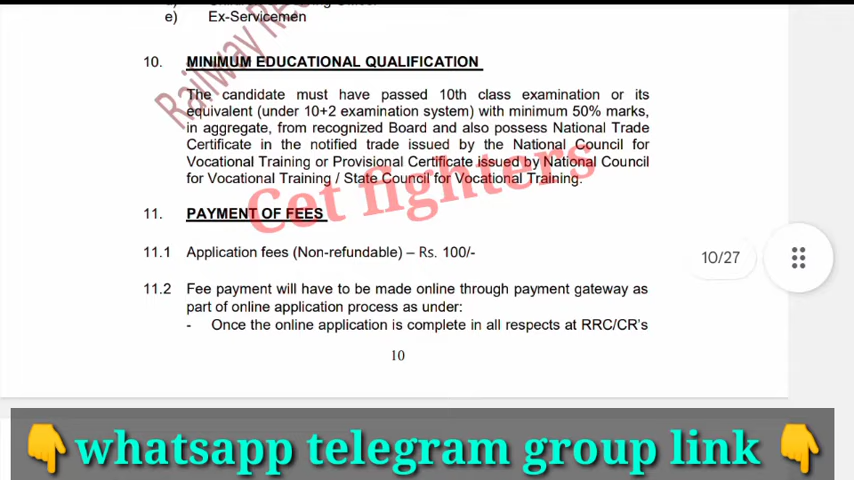 e) Ex-Servicemen
Railway
10. MINIMUM EDUCATIONAL QUALIFICATION
The candidate must have passed 10th class examination or its
equivalent (under 10+2 examination system) with minimum 50% marks,
in aggregate, from recognized Board and also possess National Trade
Certificate in the notified trade issued by the National Council for
Vocational Training or Provisional Certificate issued by National Council
for Vocational Training / State Council for Vocational Training.
Cet fighters
11. PAYMENT OF FEES
11.1 Application fees (Non-refundable) – Rs. 100/-
10/27
11.2 Fee payment will have to be made online through payment gateway as
part of online application process as under:
- Once the online application is complete in all respects at RRC/CR's
10
👇whatsapp telegram group link 👇